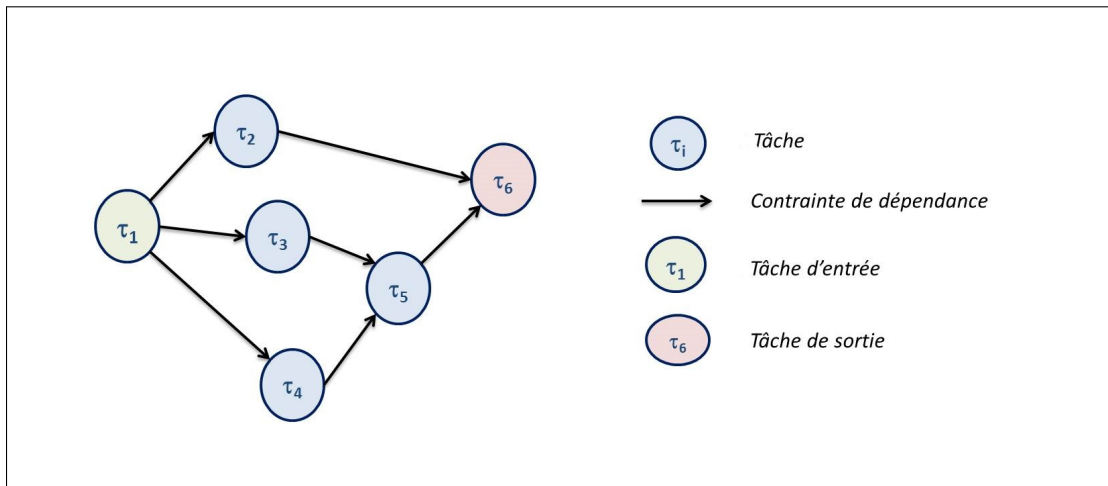 τ2
τ6
τ1
τ3
τ5
τ4
τi Tâche
Contrainte de dépendance
τ1 Tâche d'entrée
τ6 Tâche de sortie